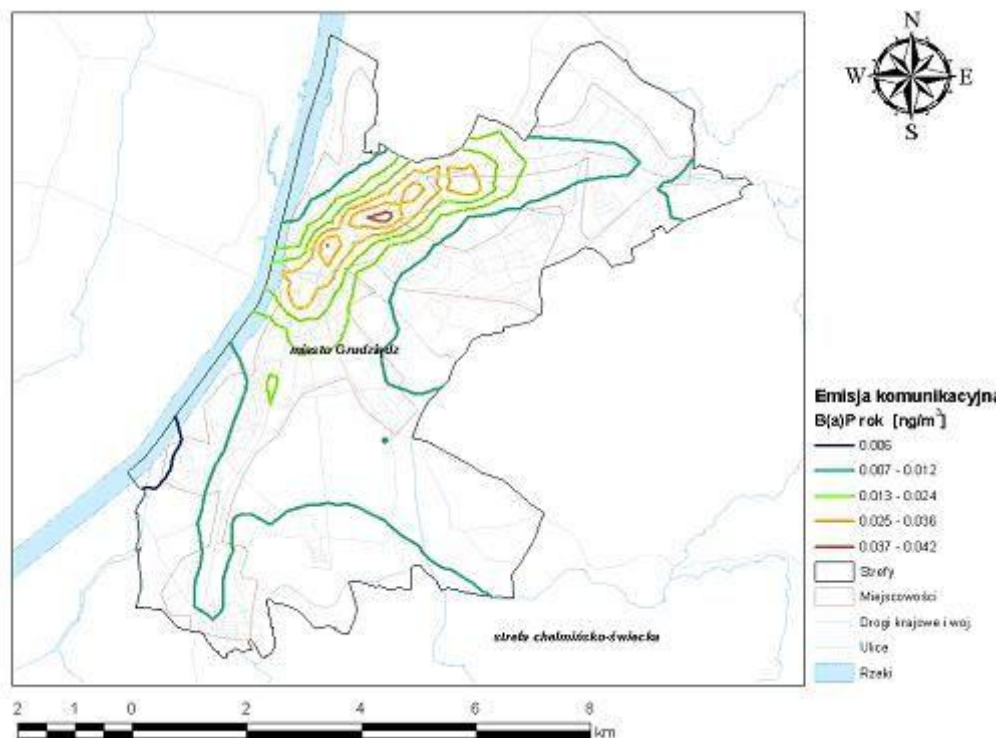 N
W E
S
miasto Grudziądz
strefa chełmińsko-świecka
Emisja komunikacyjna
B(a)P rok [ng/m³]
0.006
0.007 - 0.012
0.013 - 0.024
0.025 - 0.036
0.037 - 0.042
Strefy
Miejscowości
Drogi krajowe i woj.
Ulice
Rzeki
2 1 0 2 4 6 8
km